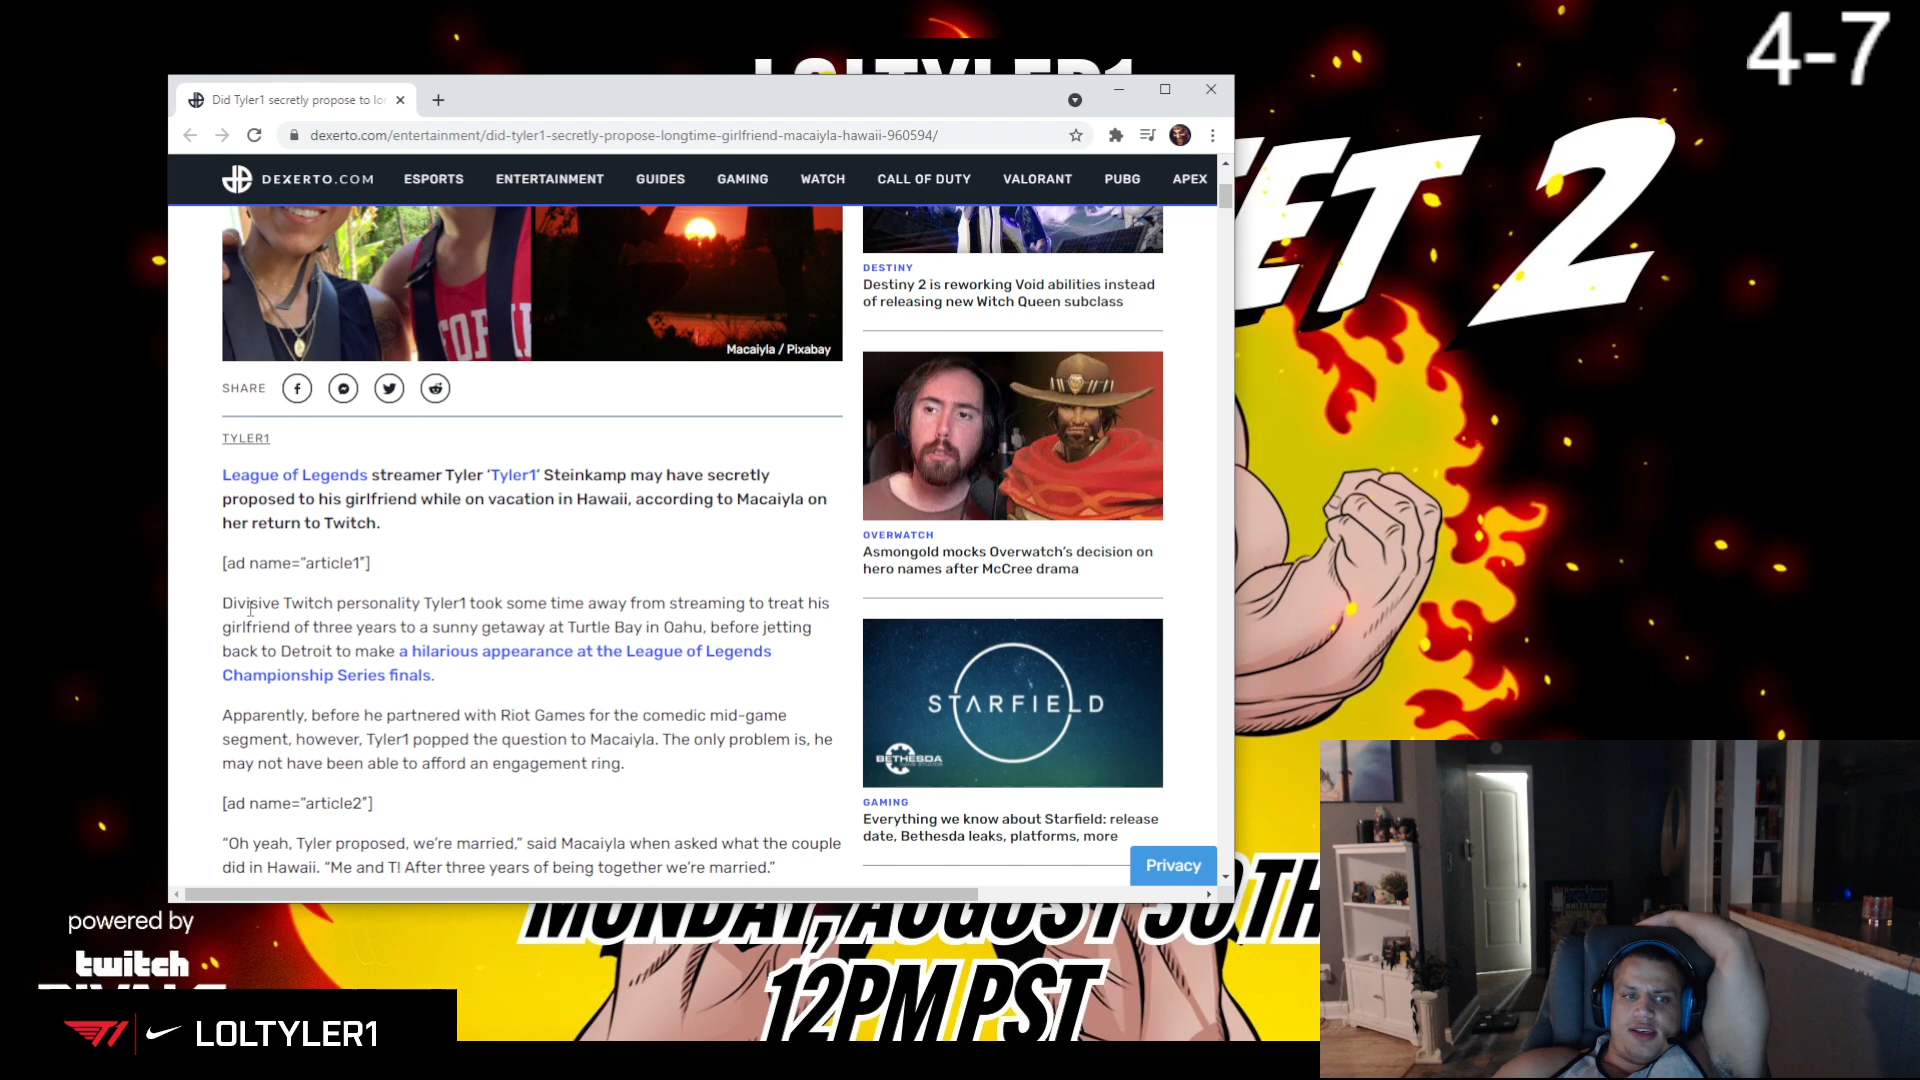 4-7
LOLTYLER1
Did Tyler1 secretly propose to lor
dexerto.com/entertainment/did-tyler1-secretly-propose-longtime-girlfriend-macaiyla-hawaii-960594/
DEXERTO.COM ESPORTS ENTERTAINMENT GUIDES GAMING WATCH CALL OF DUTY VALORANT PUBG APEX
2
Macaiyla / Pixabay
SHARE
TYLER1
League of Legends streamer Tyler ‘Tyler1’ Steinkamp may have secretly
proposed to his girlfriend while on vacation in Hawaii, according to Macaiyla on
her return to Twitch.
[ad name=”article1″]
Divisive Twitch personality Tyler1 took some time away from streaming to treat his
girlfriend of three years to a sunny getaway at Turtle Bay in Oahu, before jetting
back to Detroit to make a hilarious appearance at the League of Legends
Championship Series finals.
Apparently, before he partnered with Riot Games for the comedic mid-game
segment, however, Tyler1 popped the question to Macaiyla. The only problem is, he
may not have been able to afford an engagement ring.
[ad name=”article2″]
“Oh yeah, Tyler proposed, we’re married,” said Macaiyla when asked what the couple
did in Hawaii. “Me and T! After three years of being together we’re married.”
DESTINY
Destiny 2 is reworking Void abilities instead
of releasing new Witch Queen subclass
OVERWATCH
Asmongold mocks Overwatch’s decision on
hero names after McCree drama
STARFIELD
BETHESDA
GAME STUDIOS
GAMING
Everything we know about Starfield: release
date, Bethesda leaks, platforms, more
Privacy
MONDAY, AUGUST 30TH
12PM PST
powered by
twitch
RIVALS
T1
LOLTYLER1